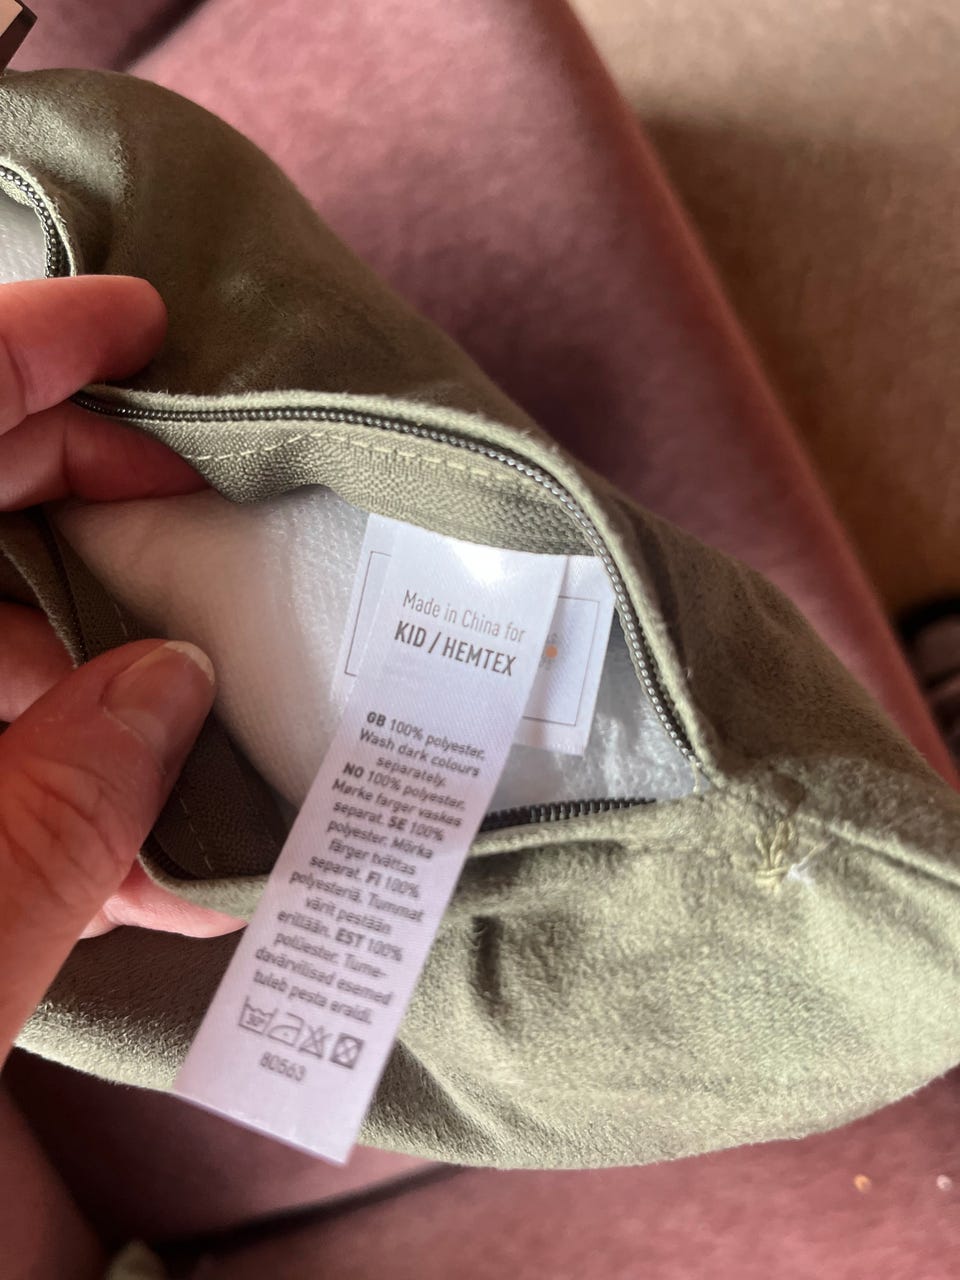 Made in China for
KID / HEMTEX
GB 100% polyester.
Wash dark colours
separately.
NO 100% polyester.
Mørke farger vaskes
separat. SE 100%
polyester. Mörka
färger tvättas
separat. FI 100%
polyesteriä. Tummat
värit pestään
erillään. EST 100%
polüester. Tume-
davärvilised esemed
tuleb pesta eraldi.
30°
80563